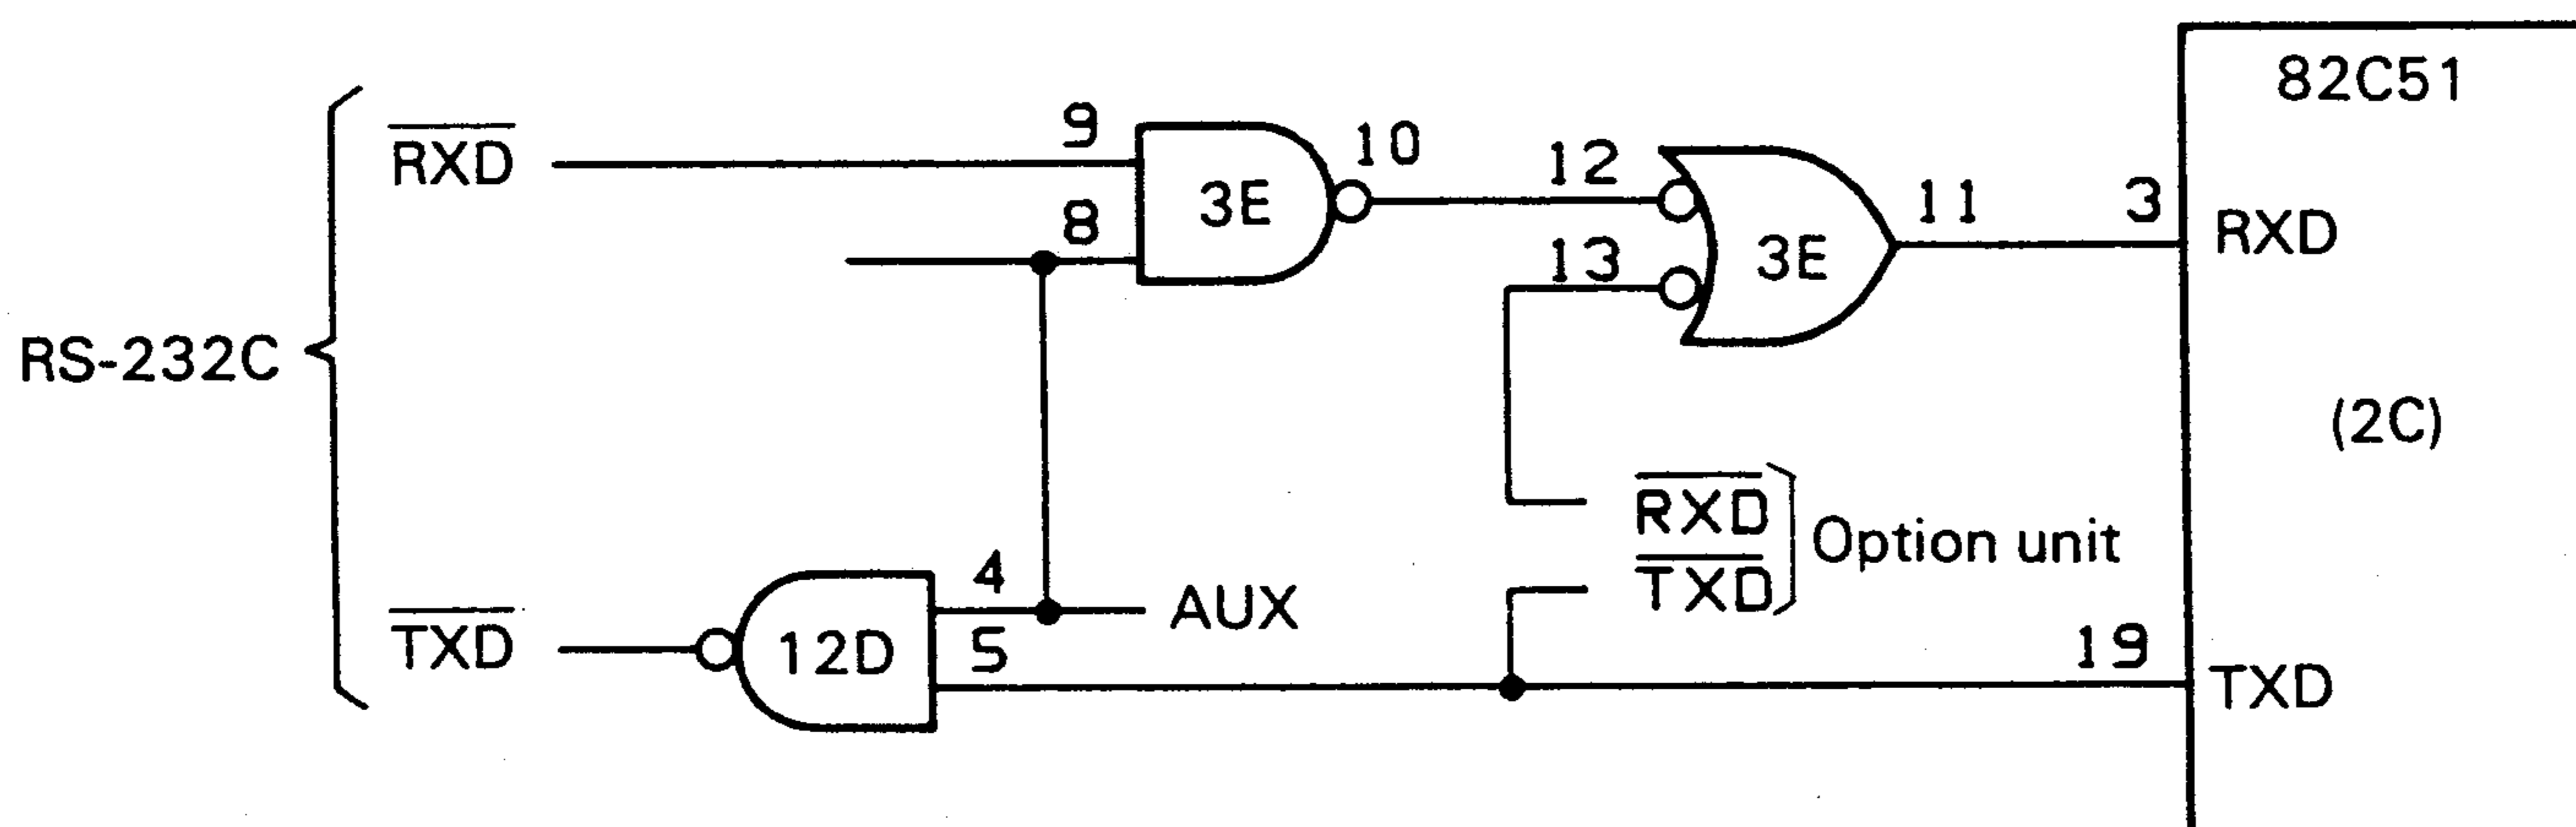 82C51
RXD
9
3E
10
12
11
3
RXD
8
13
3E
RS-232C
(2C)
RXD
Option unit
TXD
4
AUX
TXD
12D
5
19
TXD